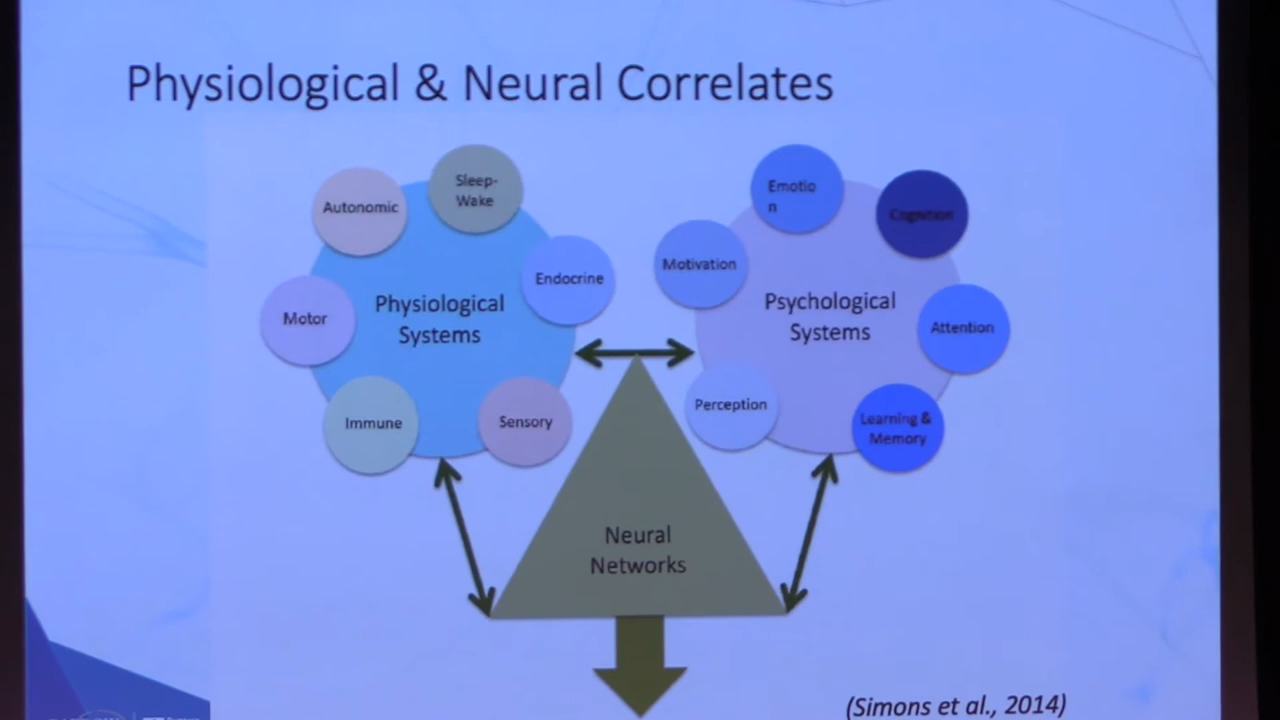 Physiological & Neural Correlates
Sleep-
Wake
Autonomic
Endocrine
Motor
Physiological
Systems
Immune
Sensory
Emotio
n
Cognition
Motivation
Psychological
Systems
Attention
Perception
Learning &
Memory
Neural
Networks
(Simons et al., 2014)